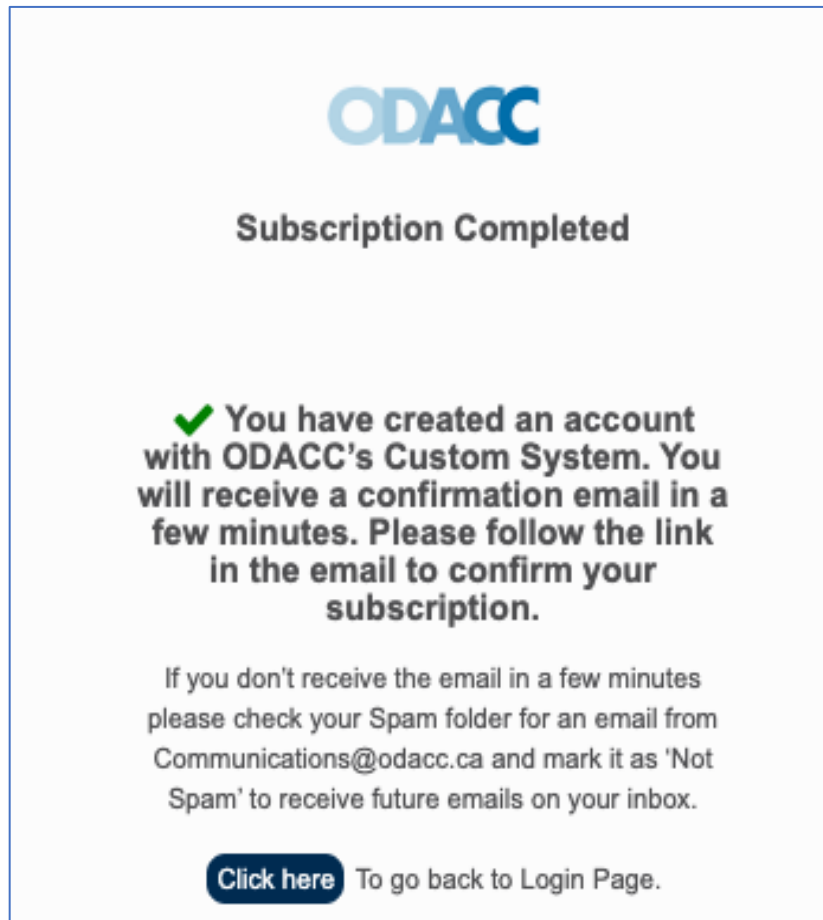 ODACC
Subscription Completed
You have created an account
with ODACC’s Custom System. You
will receive a confirmation email in a
few minutes. Please follow the link
in the email to confirm your
subscription.
If you don’t receive the email in a few minutes
please check your Spam folder for an email from
Communications@odacc.ca and mark it as 'Not
Spam’ to receive future emails on your inbox.
Click here To go back to Login Page.